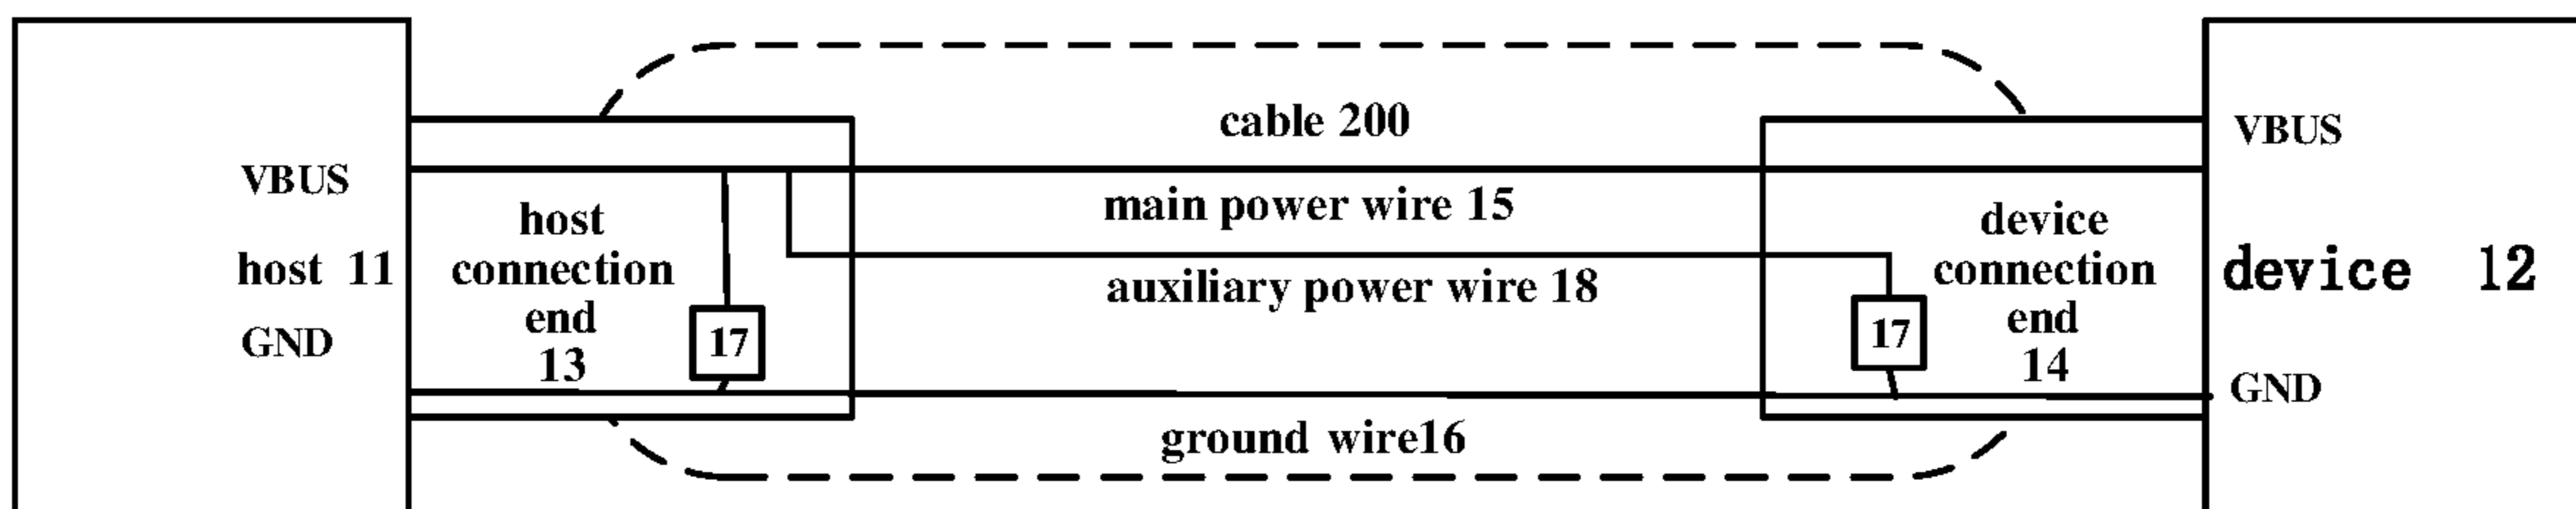 cable 200
VBUS
VBUS
main power wire 15
host
connection
end
13
device
connection
end
14
host 11
device 12
auxiliary power wire 18
17
17
GND
GND
ground wire16